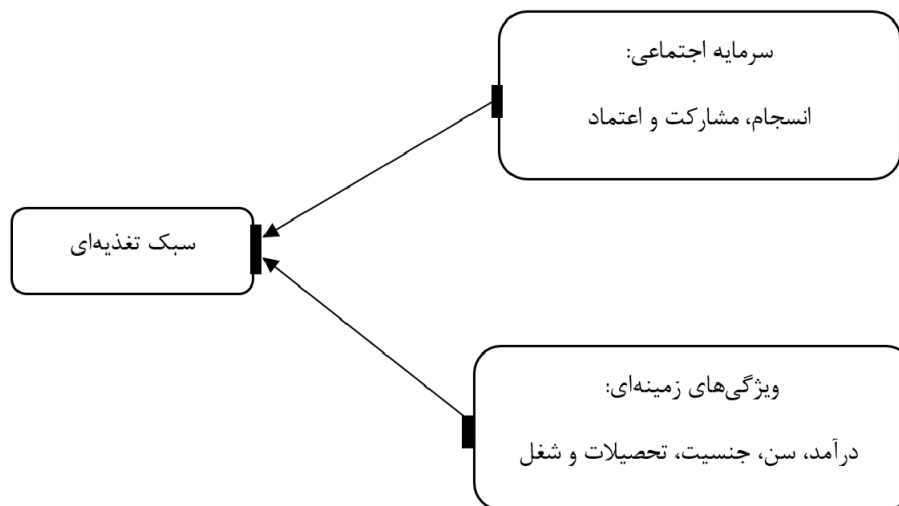 سرمایه اجتماعی:
انسجام، مشارکت و اعتماد
سبک تغذیه‌ای
ویژگی‌های زمینه‌ای:
درآمد، سن، جنسیت، تحصیلات و شغل